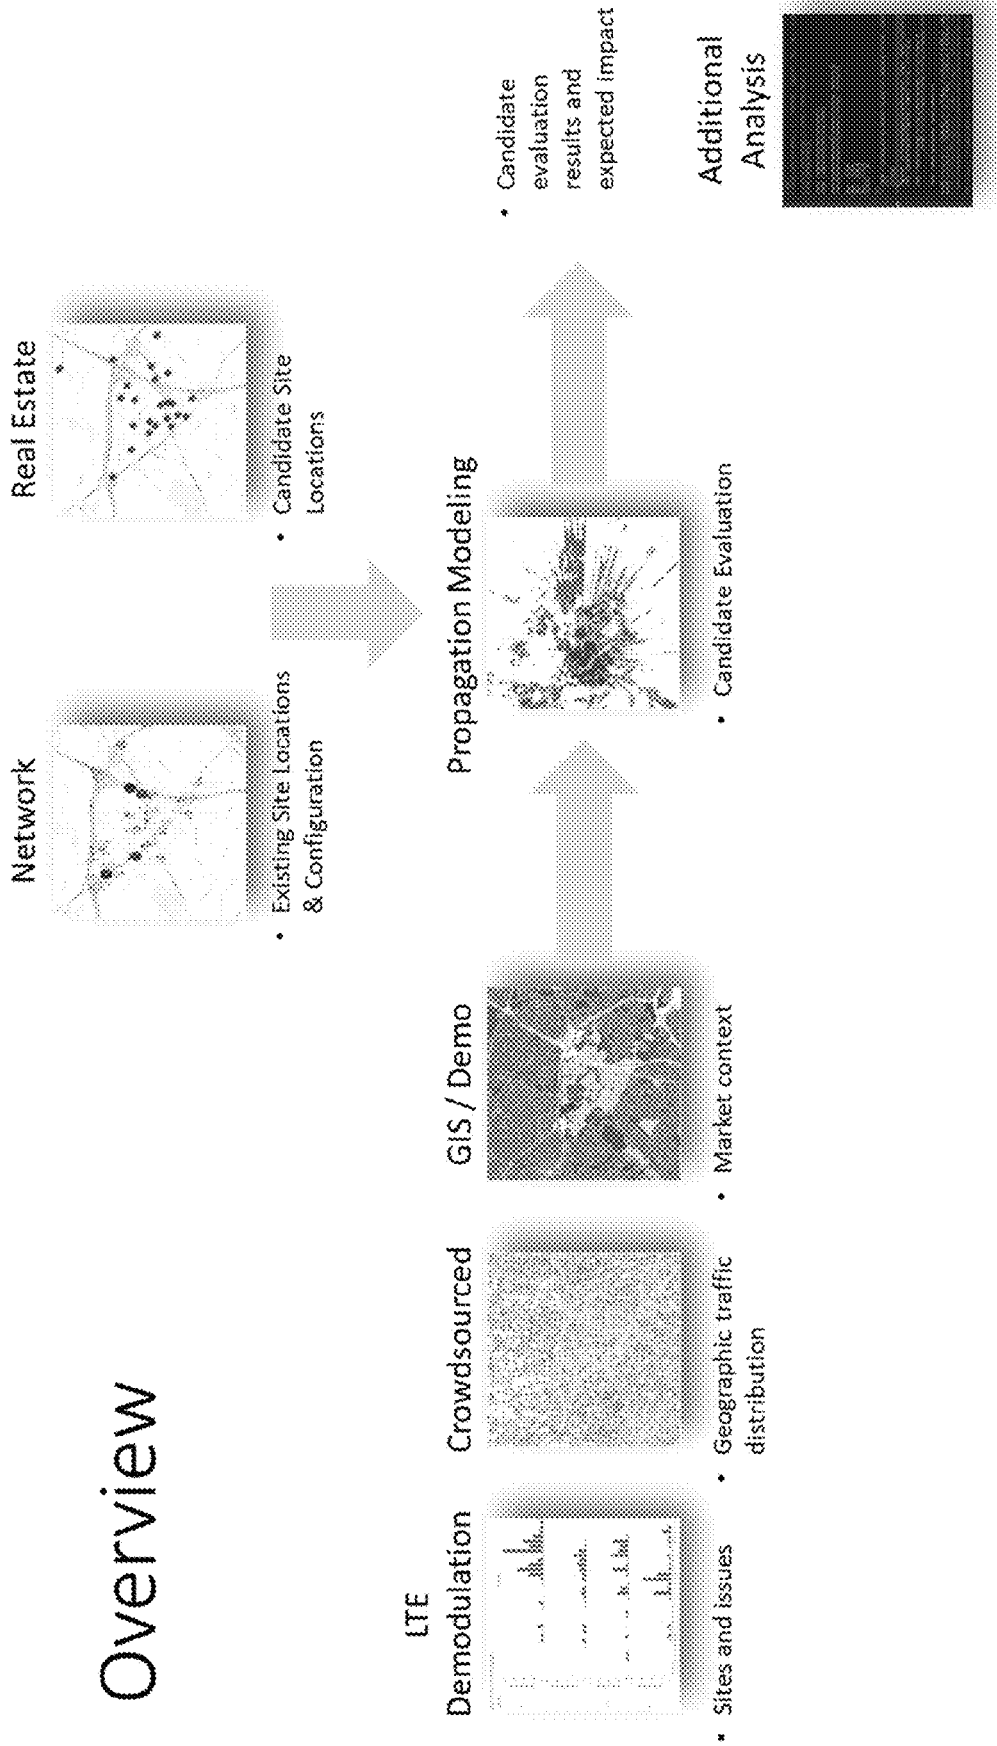 Overview
Network
• Existing Site Locations
& Configuration
Real Estate
• Candidate Site
Locations
LTE
Demodulation
• Sites and issues
Crowdsourced
• Geographic traffic
distribution
GIS / Demo
• Market context
Propagation Modeling
• Candidate Evaluation
• Candidate
evaluation
results and
expected impact
Additional
Analysis